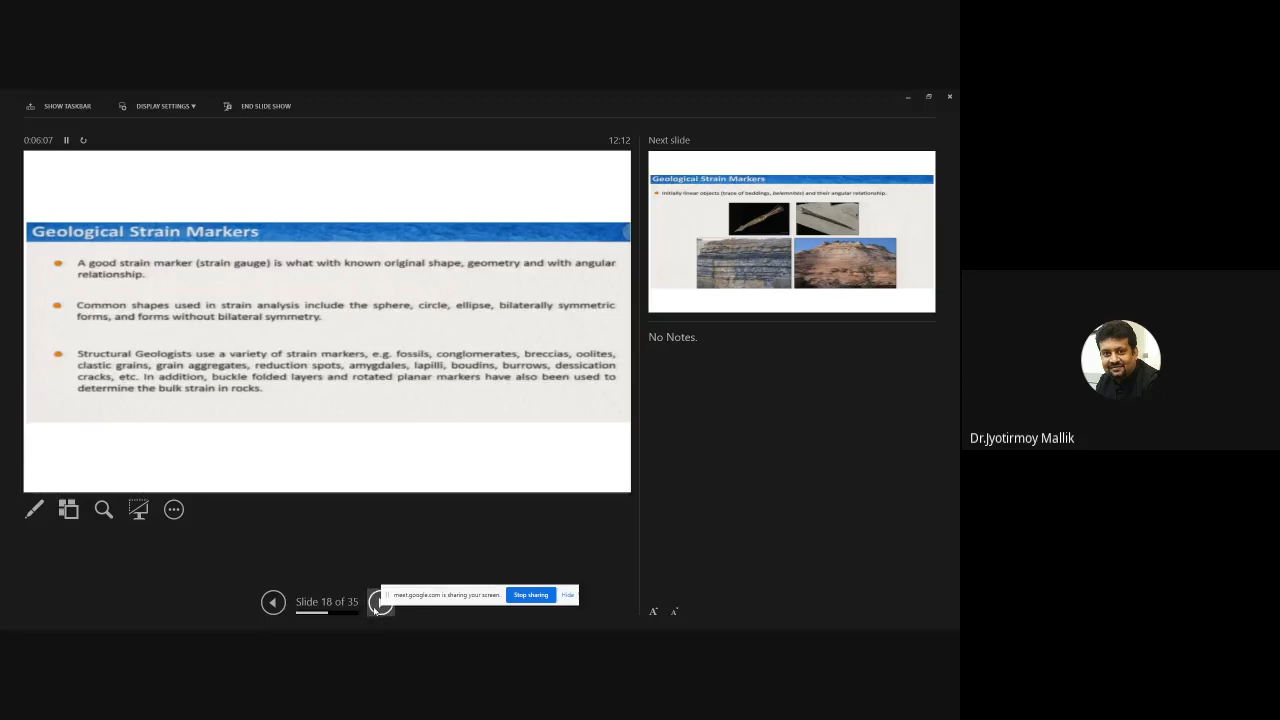 SHOW TASKBAR
DISPLAY SETTINGS ▼
END SLIDE SHOW
0:06:07
12:12
Next slide
Geological Strain Markers
A good strain marker (strain gauge) is what with known original shape, geometry and with angular
relationship.
Common shapes used in strain analysis include the sphere, circle, ellipse, bilaterally symmetric
forms, and forms without bilateral symmetry.
Structural Geologists use a variety of strain markers, e.g. fossils, conglomerates, breccias, oolites,
clastic grains, grain aggregates, reduction spots, amygdales, lapilli, boudins, burrows, dessication
cracks, etc. In addition, buckle folded layers and rotated planar markers have also been used to
determine the bulk strain in rocks.
Geological Strain Markers
Initially linear objects (trace of beddings, belemnites) and their angular relationship.
No Notes.
Dr.Jyotirmoy Mallik
Slide 18 of 35
meet.google.com is sharing your screen.
Stop sharing
Hide
A A